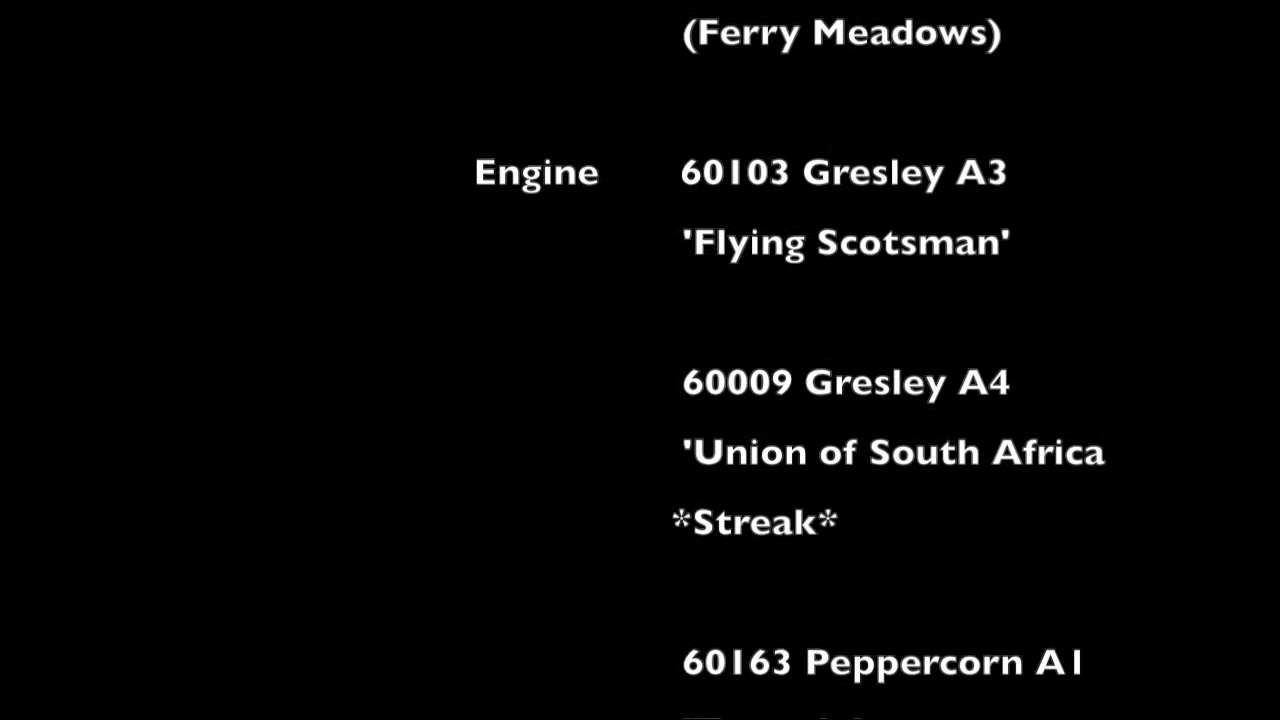 (Ferry Meadows)
Engine 60103 Gresley A3
'Flying Scotsman'
60009 Gresley A4
'Union of South Africa
*Streak*
60163 Peppercorn A1